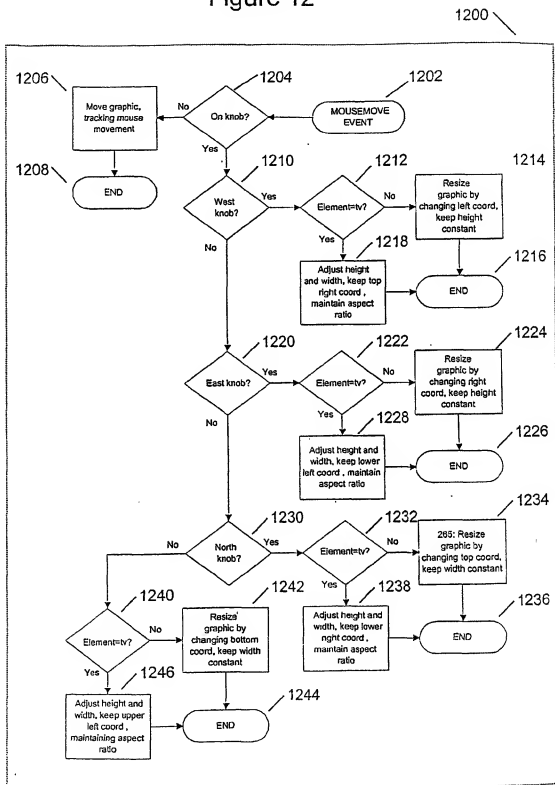 Figure 12
1200
1206
1204
1202
Move graphic,
tracking mouse
movement
No
On knob?
MOUSEMOVE
EVENT
Yes
1208
END
1210
1212
1214
West
knob?
Yes
Element=tv?
No
Resize
graphic by
changing left coord,
keep height
constant
Yes
1218
No
Adjust height
and width, keep top
right coord ,
maintain aspect
ratio
1216
END
1220
1222
1224
East knob?
Yes
Element=tv?
No
Resize
graphic by
changing right
coord, keep height
constant
Yes
1228
No
Adjust height and
width, keep lower
left coord , maintain
aspect ratio
1226
END
1230
1232
1234
No
North
knob?
Yes
Element=tv?
No
265: Resize
graphic by
changing top coord,
keep width constant
Yes
1238
Adjust height and
width, keep lower
right coord ,
maintain aspect
ratio
1236
END
1240
1242
Element=tv?
No
Resize
graphic by
changing bottom
coord, keep width
constant
Yes
1246
Adjust height and
width, keep upper
left coord ,
maintaining aspect
ratio
1244
END